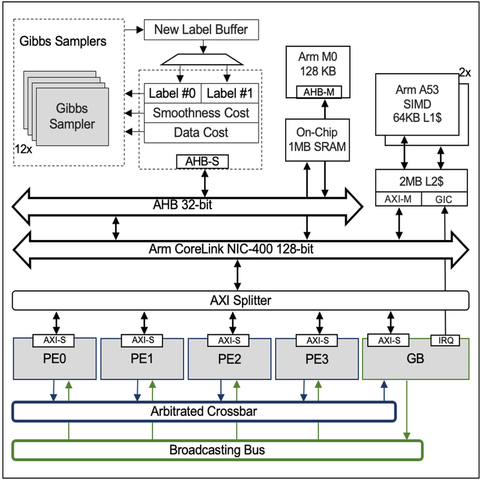 Gibbs Samplers
Gibbs
Sampler
12x
New Label Buffer
Label #0
Label #1
Smoothness Cost
Data Cost
AHB-S
Arm M0
128 KB
AHB-M
On-Chip
1MB SRAM
2x
Arm A53
SIMD
64KB L1$
2MB L2$
AXI-M
GIC
AHB 32-bit
Arm CoreLink NIC-400 128-bit
AXI Splitter
AXI-S
PE0
AXI-S
PE1
AXI-S
PE2
AXI-S
PE3
AXI-S
IRQ
GB
Arbitrated Crossbar
Broadcasting Bus